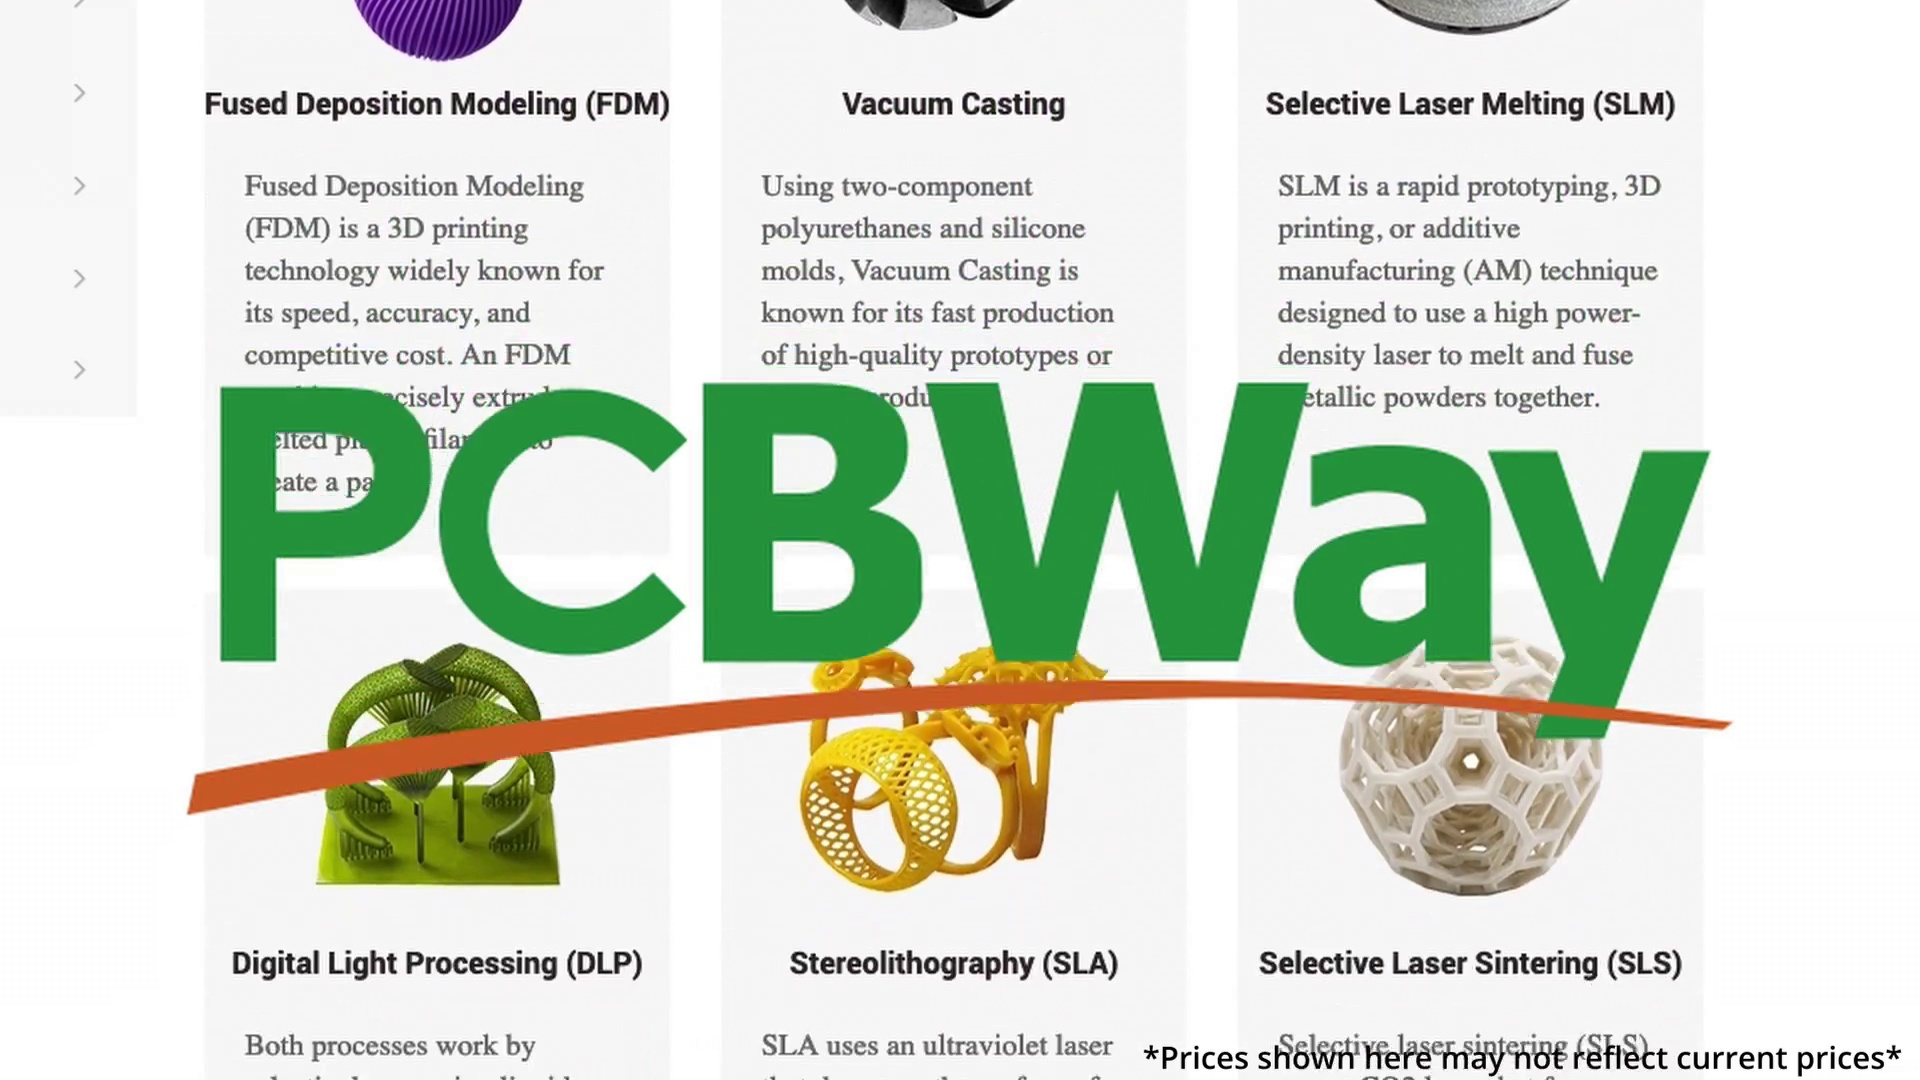 Fused Deposition Modeling (FDM)
Fused Deposition Modeling
(FDM) is a 3D printing
technology widely known for
its speed, accuracy, and
competitive cost. An FDM
Vacuum Casting
Using two-component
polyurethanes and silicone
molds, Vacuum Casting is
known for its fast production
of high-quality prototypes or
Selective Laser Melting (SLM)
SLM is a rapid prototyping, 3D
printing, or additive
manufacturing (AM) technique
designed to use a high power-
density laser to melt and fuse
metallic powders together.
PCBWay
Digital Light Processing (DLP)
Both processes work by
Stereolithography (SLA)
SLA uses an ultraviolet laser
Selective Laser Sintering (SLS)
Selective laser sintering (SLS)
*Prices shown here may not reflect current prices*